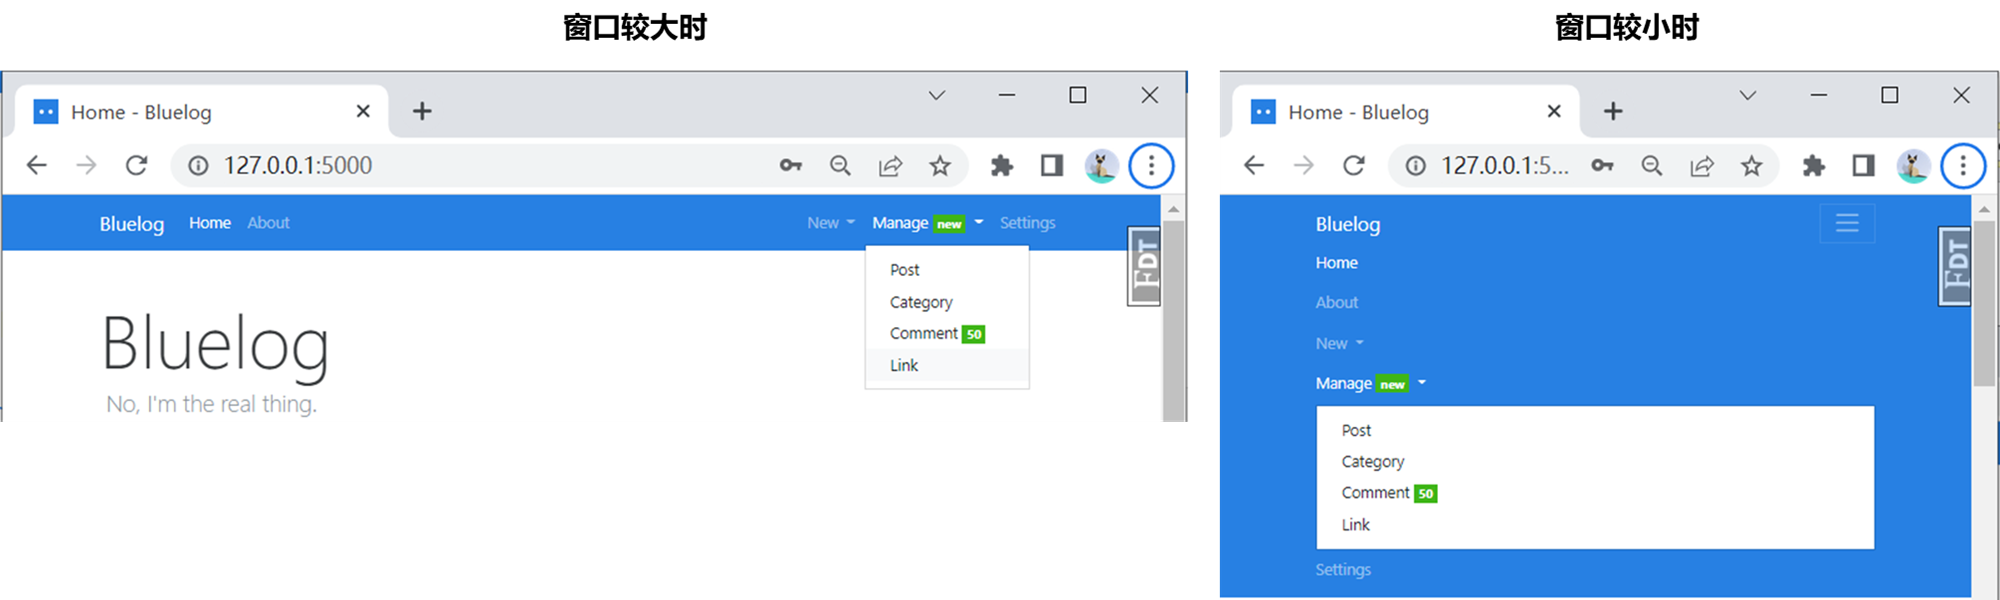 窗口较大时
Home - Bluelog
127.0.0.1:5000
Bluelog Home About New Manage new Settings
Post
Category
Comment 50
Link
FDT
Bluelog
No, I'm the real thing.
窗口较小时
Home - Bluelog
127.0.0.1:5...
Bluelog
Home
About
New
Manage new
Post
Category
Comment 50
Link
Settings
FDT